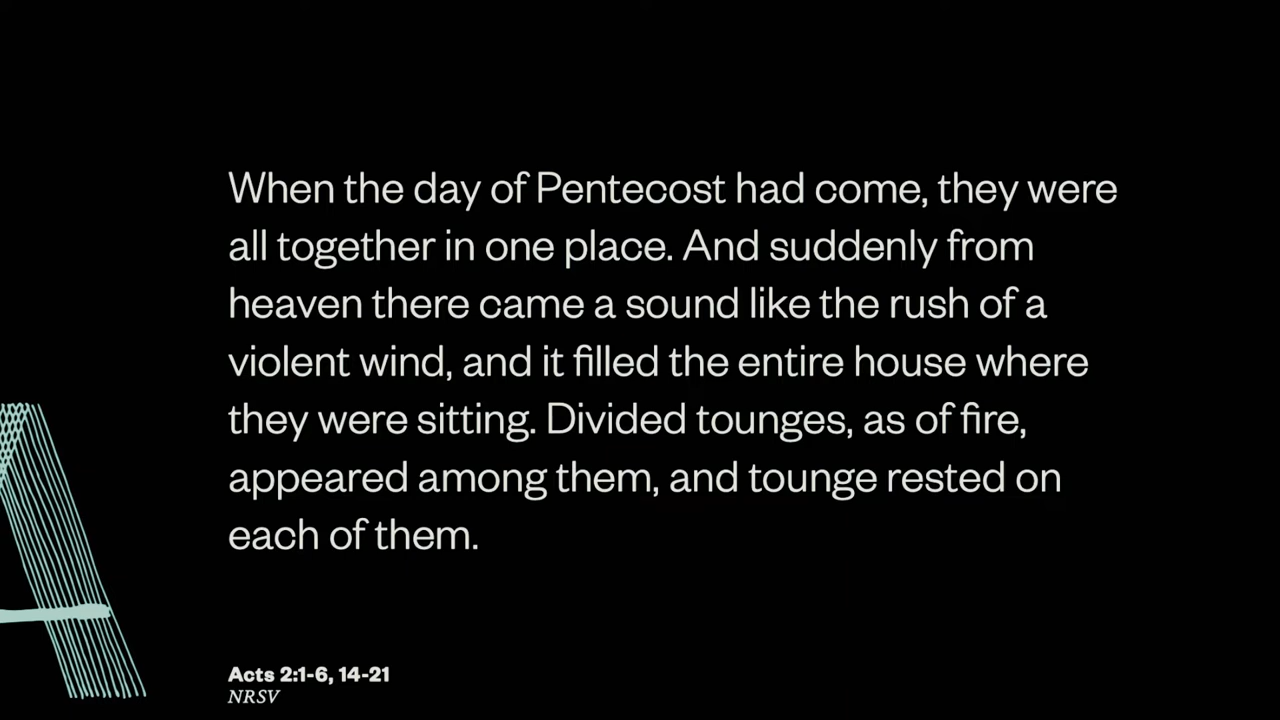 When the day of Pentecost had come, they were
all together in one place. And suddenly from
heaven there came a sound like the rush of a
violent wind, and it filled the entire house where
they were sitting. Divided tounges, as of fire,
appeared among them, and tounge rested on
each of them.
Acts 2:1-6, 14-21
NRSV